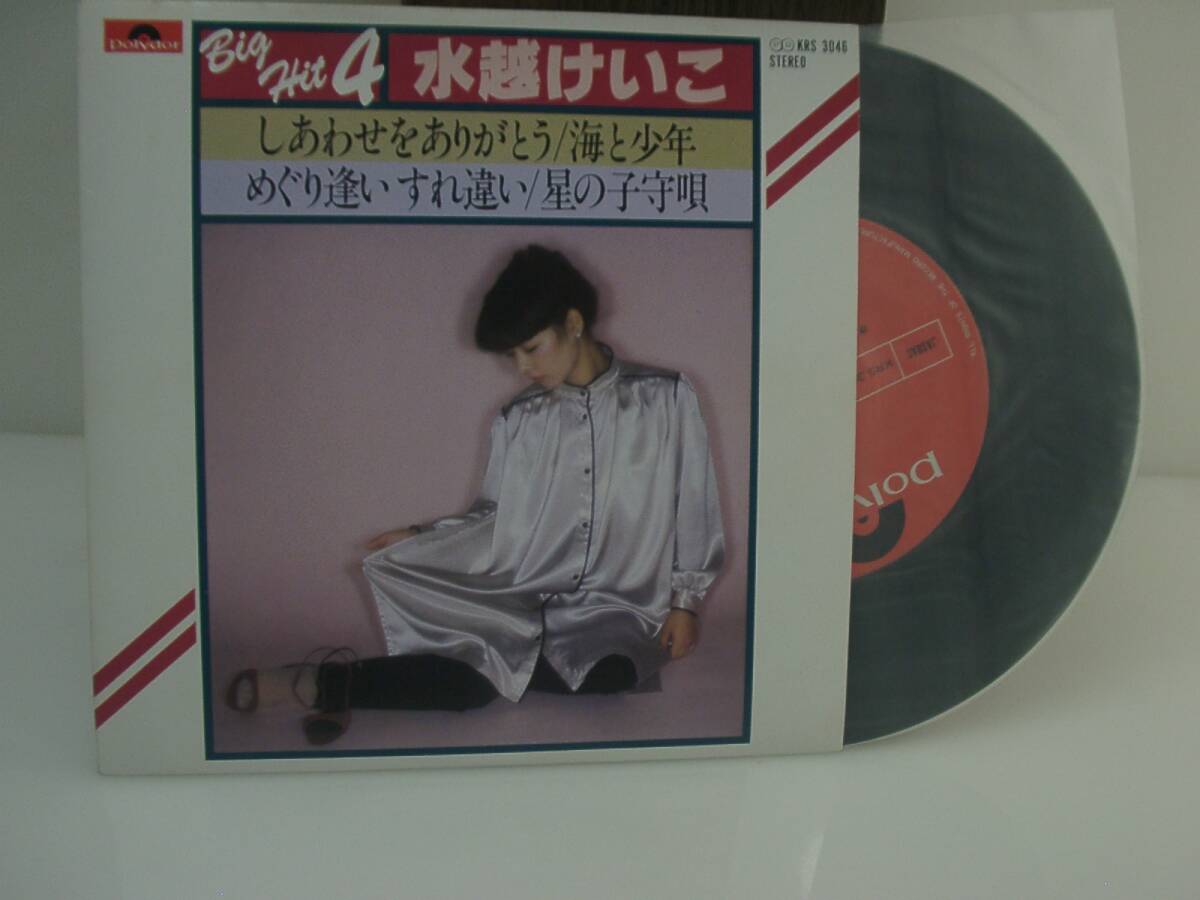 polydor
Big Hit 4
水越けいこ
KRS 3046
STEREO
しあわせをありがとう/海と少年
めぐり逢い すれ違い/星の子守唄
JASRAC